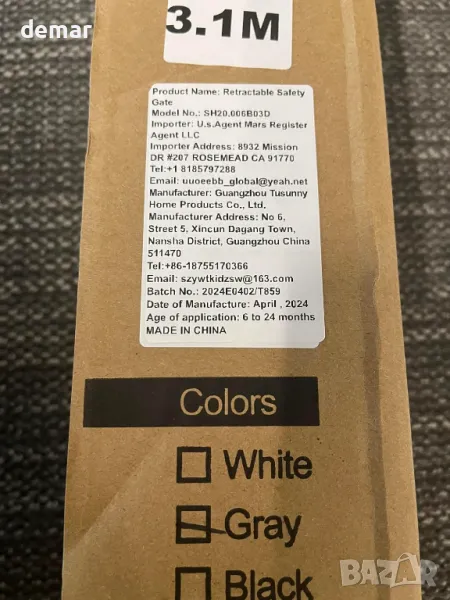 demar
3.1M
Product Name: Retractable Safety
Gate
Model No.: SH20.006B03D
Importer: U.s.Agent Mars Register
Agent LLC
Importer Address: 8932 Mission
DR #207 ROSEMEAD CA 91770
Tel:+1 8185797288
Email: uuoeebb_global@yeah.net
Manufacturer: Guangzhou Tusunny
Home Products Co., Ltd,
Manufacturer Address: No 6,
Street 5, Xincun Dagang Town,
Nansha District, Guangzhou China
511470
Tel:+86-18755170366
Email: szywtkidzsw@163.com
Batch No.: 2024E0402/T859
Date of Manufacture: April , 2024
Age of application: 6 to 24 months
MADE IN CHINA
Colors
White
Gray
Black
bazar